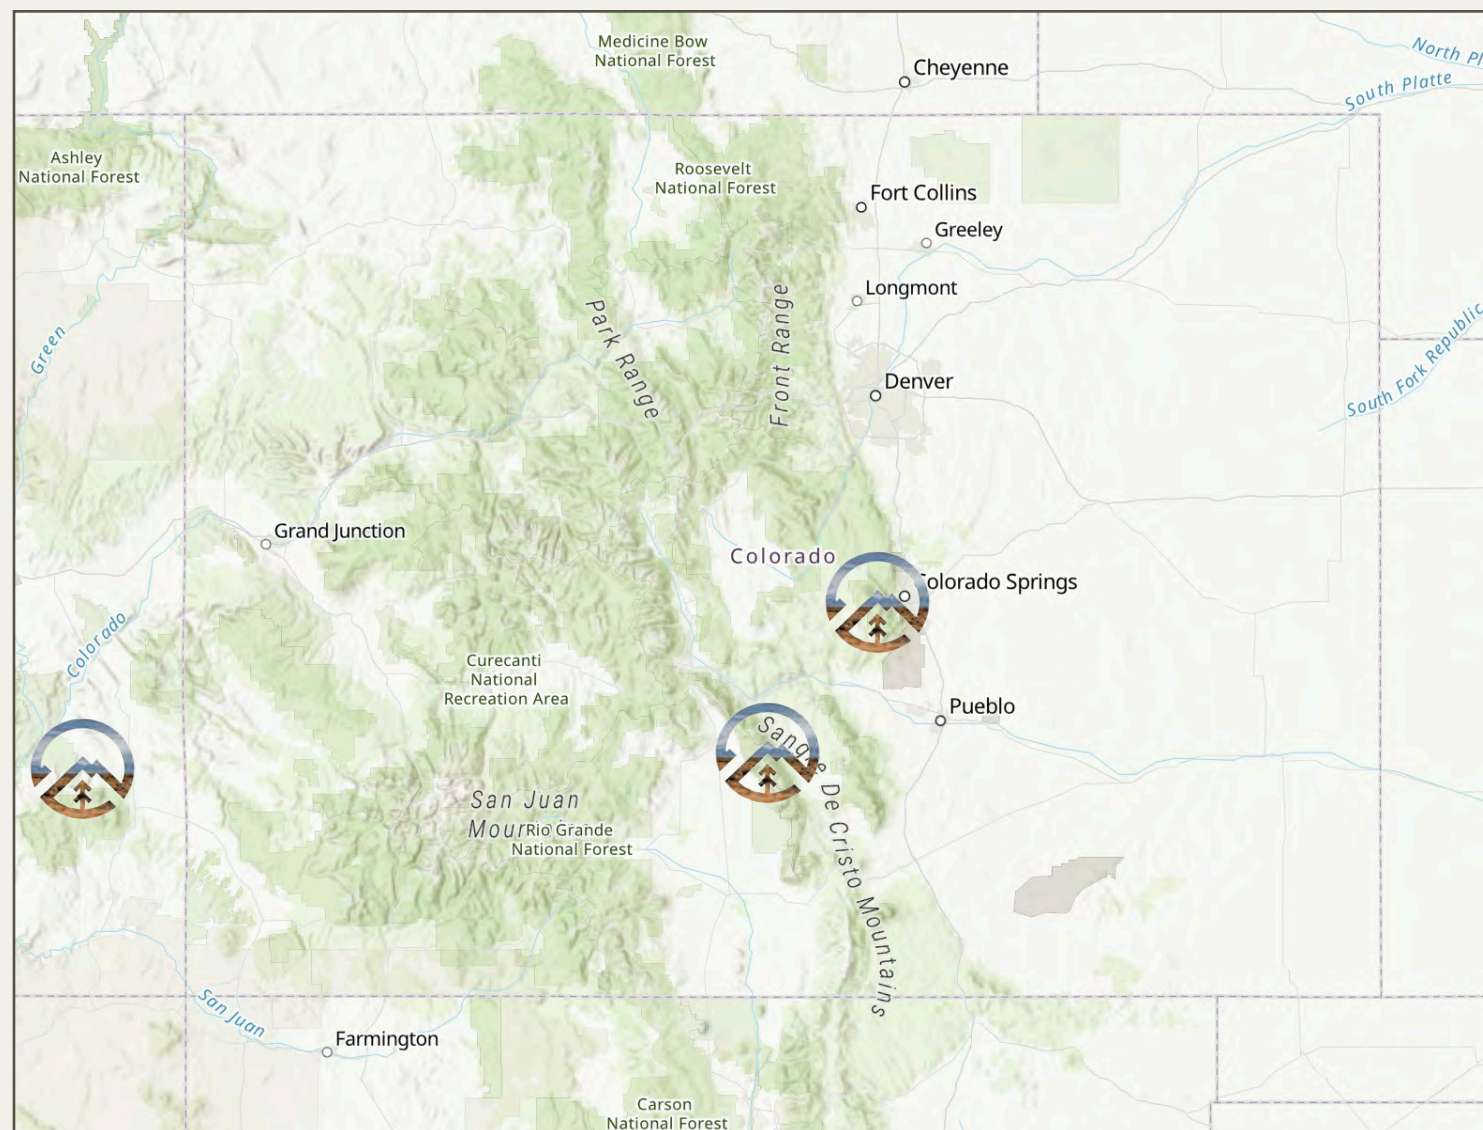 Medicine Bow
National Forest
Cheyenne
North Pl
South Platte
Ashley
National Forest
Roosevelt
National Forest
Fort Collins
Greeley
Longmont
Park Range
Front Range
Green
South Fork Republic
Denver
Grand Junction
Colorado
Colorado Springs
Colorado
Curecanti
National
Recreation Area
Pueblo
Sangre De Cristo Mountains
San Juan
Rio Grande
National Forest
San Juan
Farmington
Carson
National Forest